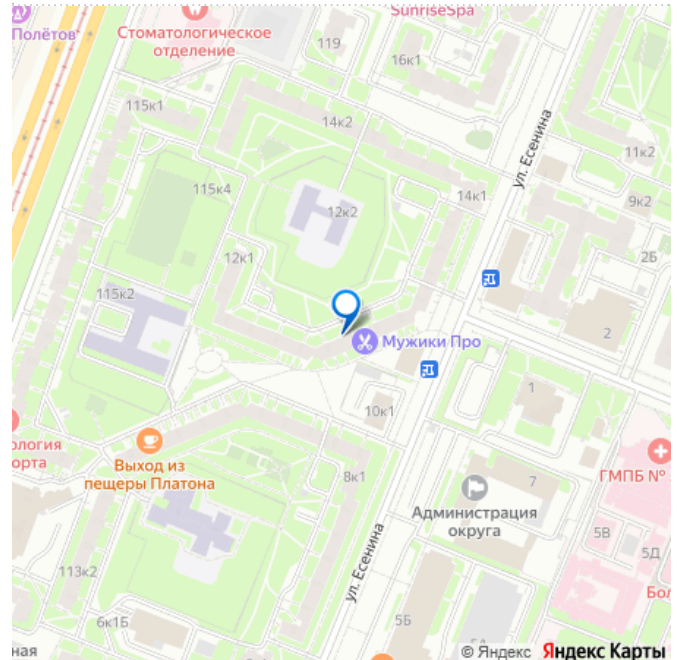 SunriseSpa
Полётов
Стоматологическое
отделение
119
16к1
115к1
14к2
ул. Есенина
11к2
115к4
14к1
9к2
12к2
2Б
12к1
115к2
2
Мужики Про
1
10к1
ология
орта
Выход из
пещеры Платона
8к1
7
ГМПБ №
Администрация
округа
5В
5Д
113к2
ул. Есенина
Бол
6к1Б
5Б
ная
© Яндекс Яндекс Карты